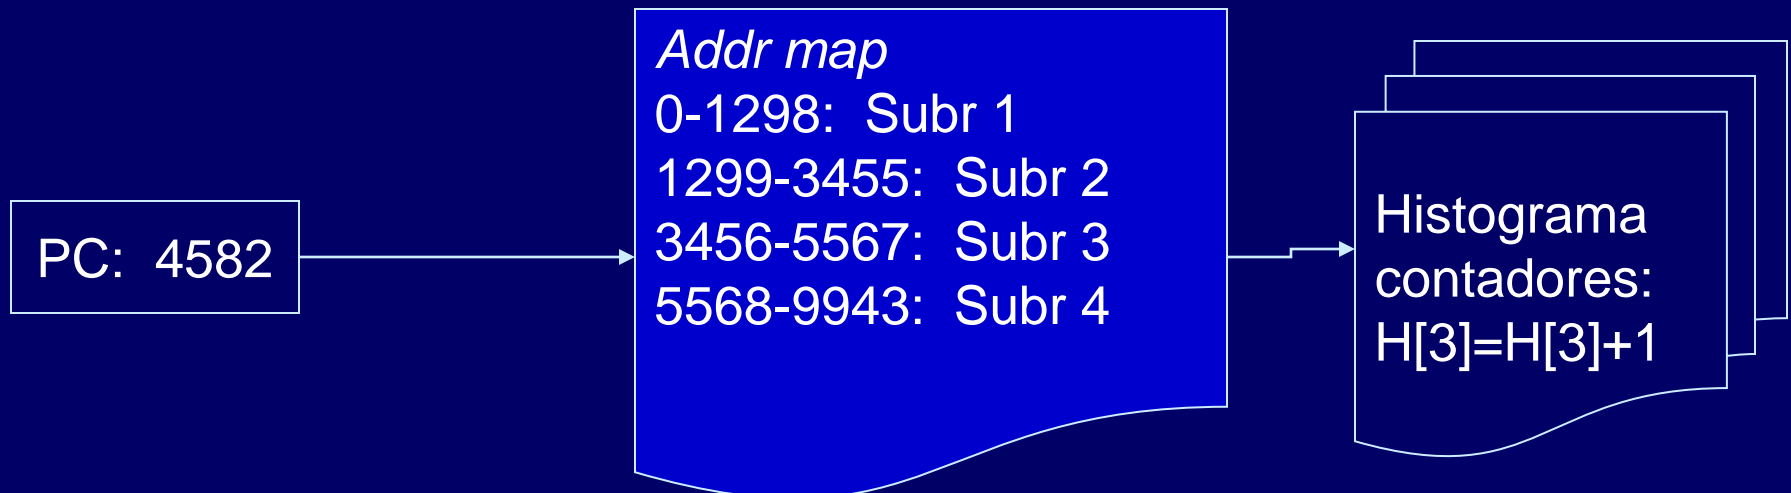 PC: 4582
Addr map
0-1298: Subr 1
1299-3455: Subr 2
3456-5567: Subr 3
5568-9943: Subr 4
Histograma
contadores:
H[3]=H[3]+1